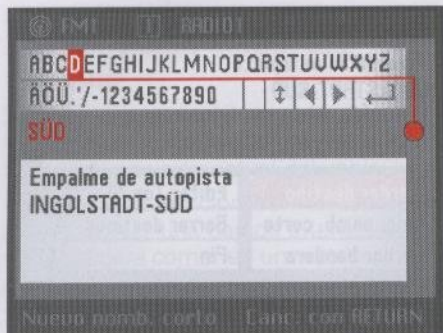 FM1 T RADIO1
ABCDEFGHIJKLMNOPQRSTUVWXYZ
ÄÖÜ.'/-1234567890
SÜD
Empalme de autopista
INGOLSTADT-SÜD
Nuevo nomb. corto Canc. con RETURN